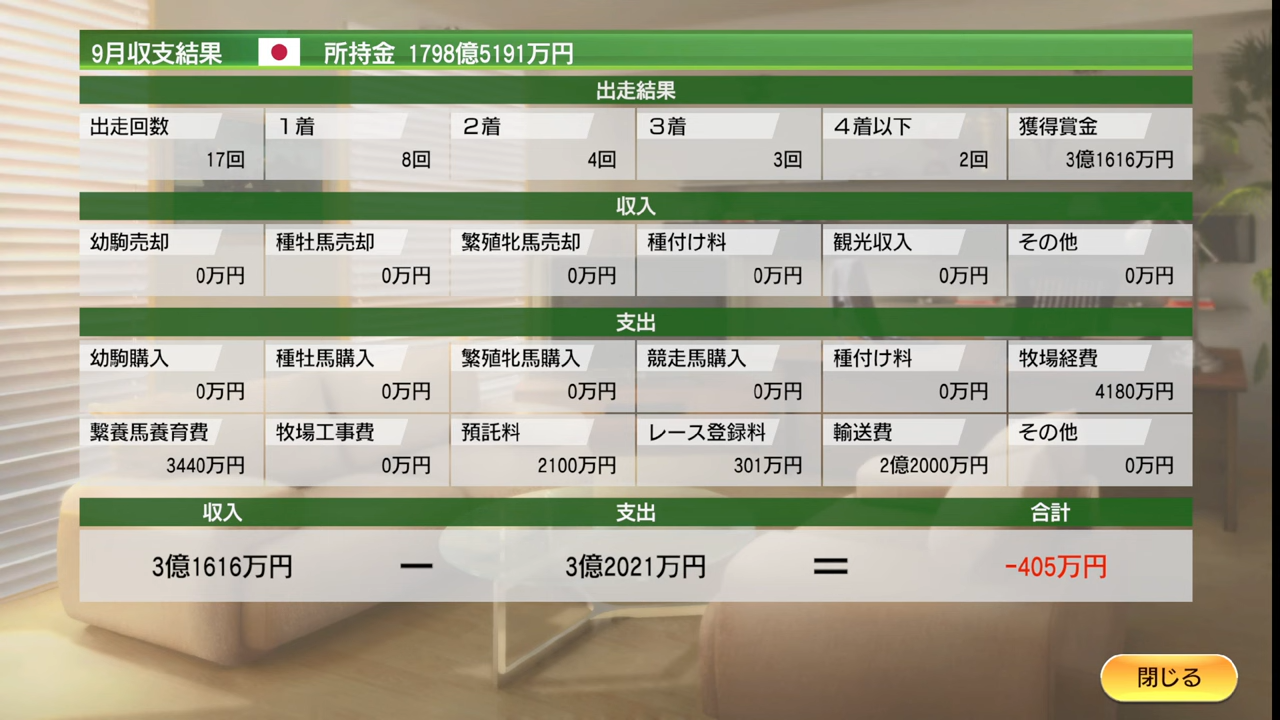 9月収支結果 所持金 1798億5191万円
出走結果
出走回数 1着 2着 3着 4着以下 獲得賞金
17回 8回 4回 3回 2回 3億1616万円
収入
幼駒売却 種牡馬売却 繁殖牝馬売却 種付け料 観光収入 その他
0万円 0万円 0万円 0万円 0万円 0万円
支出
幼駒購入 種牡馬購入 繁殖牝馬購入 競走馬購入 種付け料 牧場経費
0万円 0万円 0万円 0万円 0万円 4180万円
繋養馬養育費 牧場工事費 預託料 レース登録料 輸送費 その他
3440万円 0万円 2100万円 301万円 2億2000万円 0万円
収入 支出 合計
3億1616万円 − 3億2021万円 = -405万円
閉じる